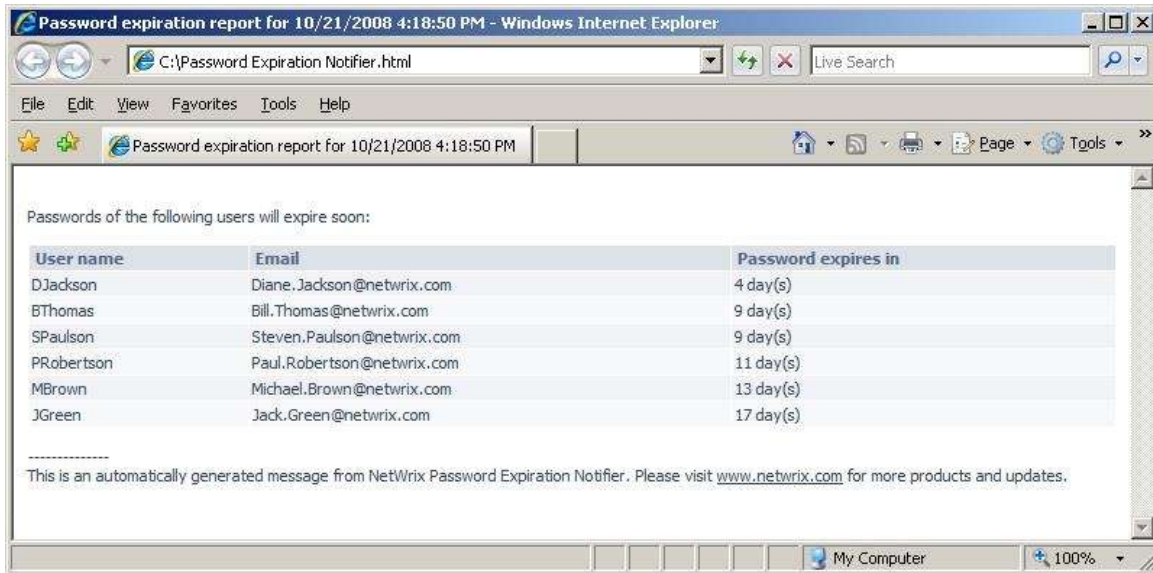 Password expiration report for 10/21/2008 4:18:50 PM - Windows Internet Explorer
C:\Password Expiration Notifier.html
Live Search
File Edit View Favorites Tools Help
Password expiration report for 10/21/2008 4:18:50 PM
Page Tools »
Passwords of the following users will expire soon:
User name Email Password expires in
DJackson Diane.Jackson@netwrix.com 4 day(s)
BThomas Bill.Thomas@netwrix.com 9 day(s)
SPaulson Steven.Paulson@netwrix.com 9 day(s)
PRobertson Paul.Robertson@netwrix.com 11 day(s)
MBrown Michael.Brown@netwrix.com 13 day(s)
JGreen Jack.Green@netwrix.com 17 day(s)
--------------
This is an automatically generated message from NetWrix Password Expiration Notifier. Please visit www.netwrix.com for more products and updates.
My Computer 100%